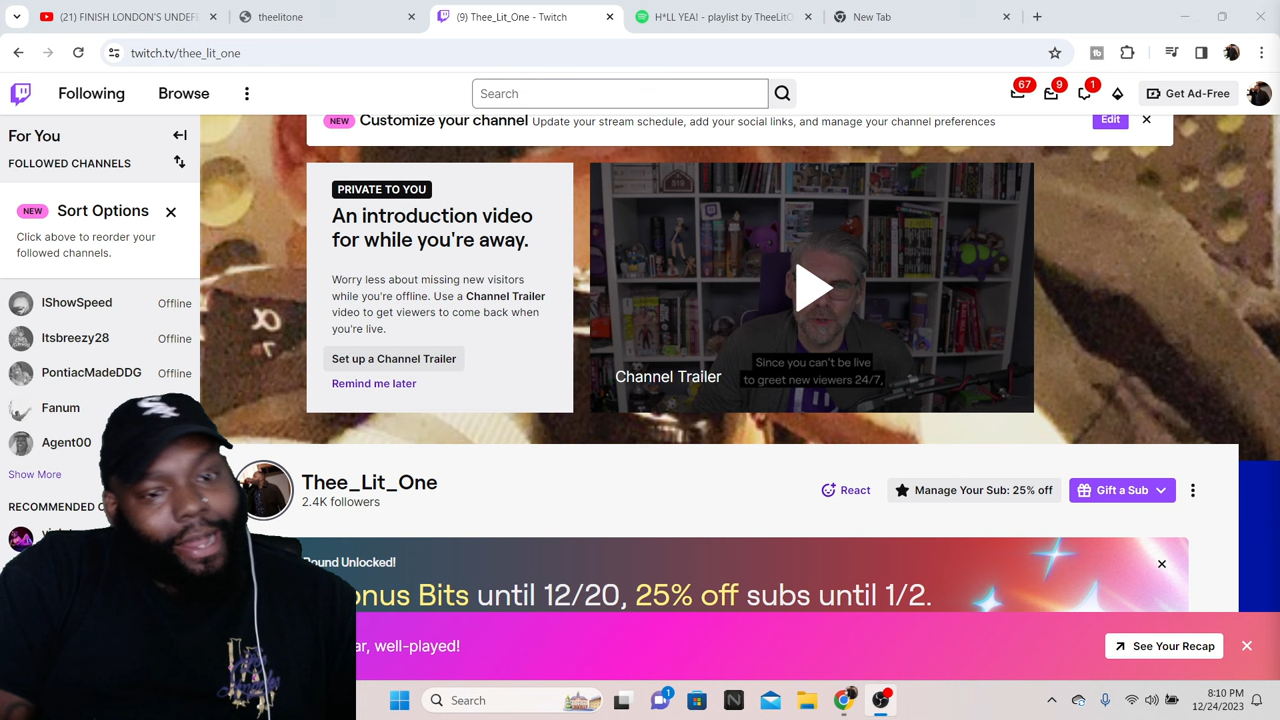 (21) FINISH LONDON'S UNDEF
theelitone
(9) Thee_Lit_One - Twitch
H*LL YEA! - playlist by TheeLitO
New Tab
twitch.tv/thee_lit_one
Following
Browse
Search
67
9
1
Get Ad-Free
For You
FOLLOWED CHANNELS
NEW Sort Options
Click above to reorder your
followed channels.
IShowSpeed Offline
Itsbreezy28 Offline
PontiacMadeDDG Offline
Fanum
Agent00
Show More
RECOMMENDED C
NEW Customize your channel Update your stream schedule, add your social links, and manage your channel preferences Edit
PRIVATE TO YOU
An introduction video
for while you're away.
Worry less about missing new visitors
while you're offline. Use a Channel Trailer
video to get viewers to come back when
you're live.
Set up a Channel Trailer
Remind me later
Since you can't be live
to greet new viewers 24/7,
Channel Trailer
Thee_Lit_One
2.4K followers
React
Manage Your Sub: 25% off
Gift a Sub
ound Unlocked!
onus Bits until 12/20, 25% off subs until 1/2.
ar, well-played!
See Your Recap
Search
1
8:10 PM
12/24/2023